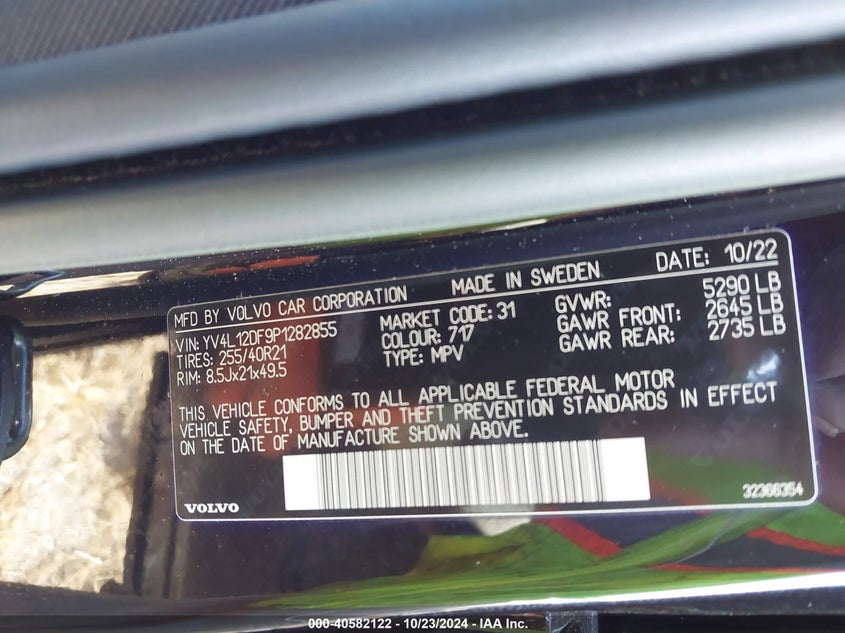 MFD BY VOLVO CAR CORPORATION MADE IN SWEDEN DATE: 10/22
VIN: YV4L12DF9P1282855 MARKET CODE: 31 GVWR: 5290 LB
TIRES: 255/40R21 COLOUR: 717 GAWR FRONT: 2645 LB
RIM: 8.5Jx21x49.5 TYPE: MPV GAWR REAR: 2735 LB
THIS VEHICLE CONFORMS TO ALL APPLICABLE FEDERAL MOTOR
VEHICLE SAFETY, BUMPER AND THEFT PREVENTION STANDARDS IN EFFECT
ON THE DATE OF MANUFACTURE SHOWN ABOVE.
VOLVO 32366354
000-40582122 - 10/23/2024 - IAA Inc.